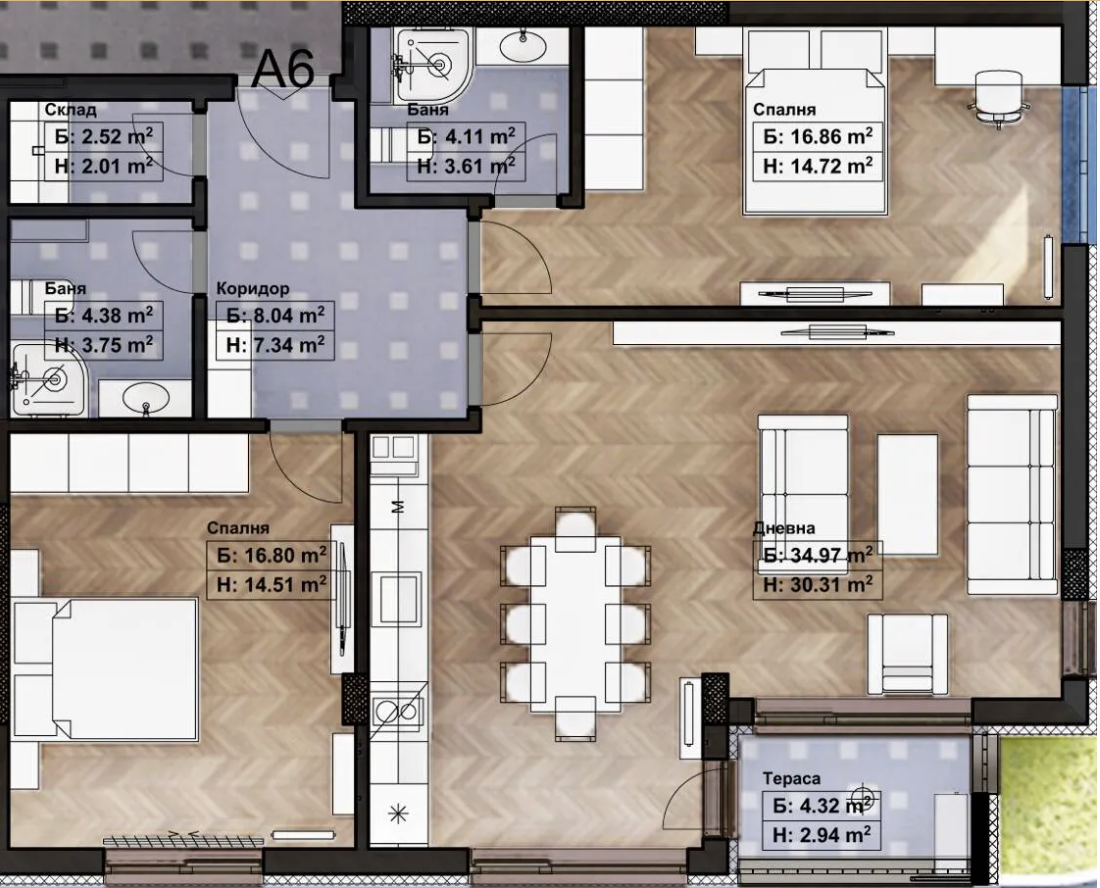 A6
Склад
Б: 2.52 m²
Н: 2.01 m²
Баня
Б: 4.11 m²
Н: 3.61 m²
Спалня
Б: 16.86 m²
Н: 14.72 m²
Баня
Б: 4.38 m²
Н: 3.75 m²
Коридор
Б: 8.04 m²
Н: 7.34 m²
M
Спалня
Б: 16.80 m²
Н: 14.51 m²
Дневна
Б: 34.97 m²
Н: 30.31 m²
Тераса
Б: 4.32 m²
Н: 2.94 m²